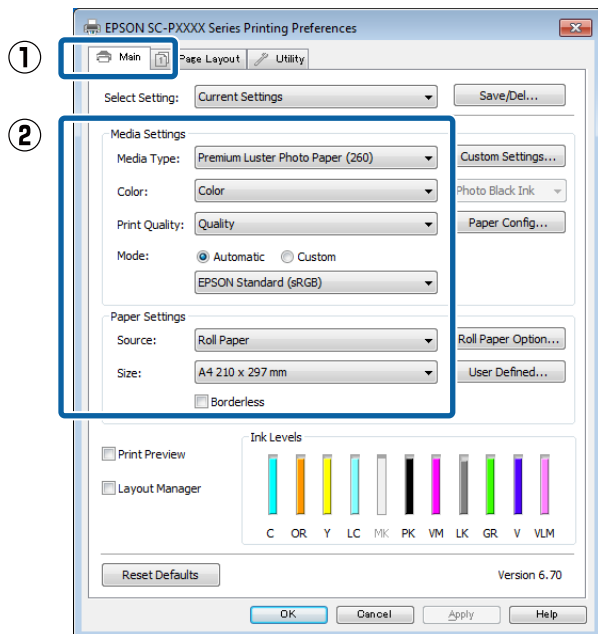 EPSON SC-PXXXX Series Printing Preferences
① Main Page Layout Utility
Select Setting: Current Settings Save/Del...
②
Media Settings
Media Type: Premium Luster Photo Paper (260) Custom Settings...
Color: Color Photo Black Ink
Print Quality: Quality Paper Config...
Mode: Automatic Custom
EPSON Standard (sRGB)
Paper Settings
Source: Roll Paper Roll Paper Option...
Size: A4 210 x 297 mm User Defined...
Borderless
Ink Levels
Print Preview
Layout Manager
C OR Y LC MK PK VM LK GR V VLM
Reset Defaults Version 6.70
OK Cancel Apply Help